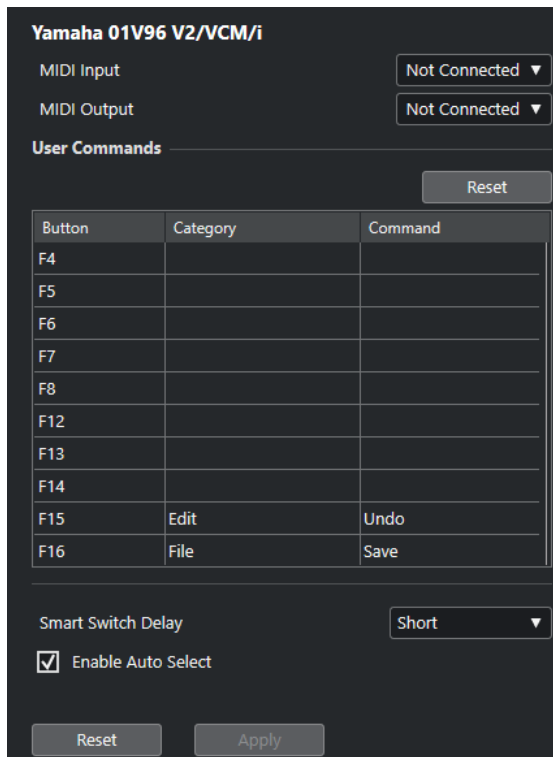 Yamaha 01V96 V2/VCM/i
MIDI Input Not Connected
MIDI Output Not Connected
User Commands
Reset
Button Category Command
F4
F5
F6
F7
F8
F12
F13
F14
F15 Edit Undo
F16 File Save
Smart Switch Delay Short
Enable Auto Select
Reset Apply